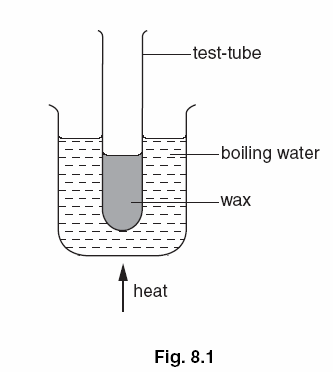 test-tube
boiling water
wax
heat
Fig. 8.1